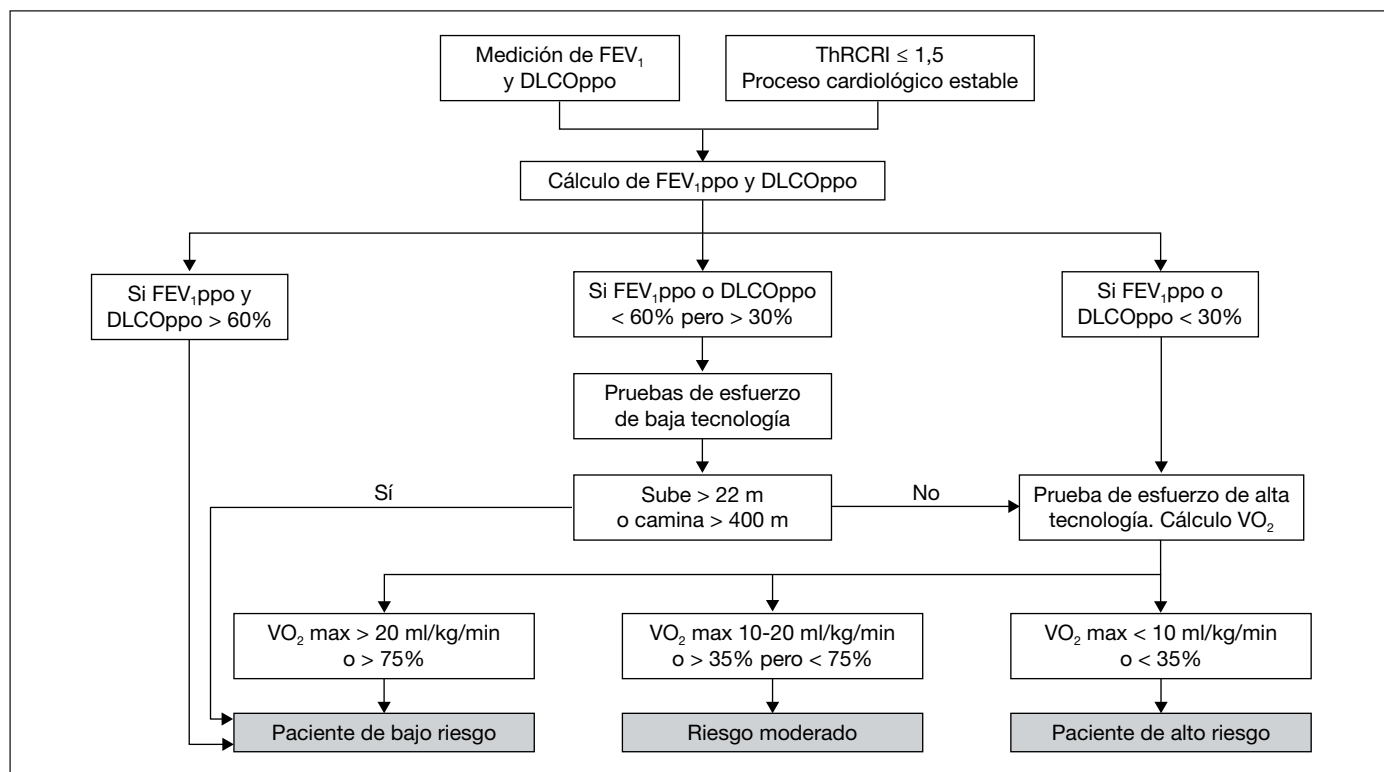 Medición de FEV₁
y DLCOppo
ThRCRI ≤ 1,5
Proceso cardiológico estable
Cálculo de FEV₁ppo y DLCOppo
Si FEV₁ppo y
DLCOppo > 60%
Si FEV₁ppo o DLCOppo
< 60% pero > 30%
Si FEV₁ppo o
DLCOppo < 30%
Pruebas de esfuerzo
de baja tecnología
Sí
Sube > 22 m
o camina > 400 m
No
Prueba de esfuerzo de alta
tecnología. Cálculo VO₂
VO₂ max > 20 ml/kg/min
o > 75%
VO₂ max 10-20 ml/kg/min
o > 35% pero < 75%
VO₂ max < 10 ml/kg/min
o < 35%
Paciente de bajo riesgo
Riesgo moderado
Paciente de alto riesgo